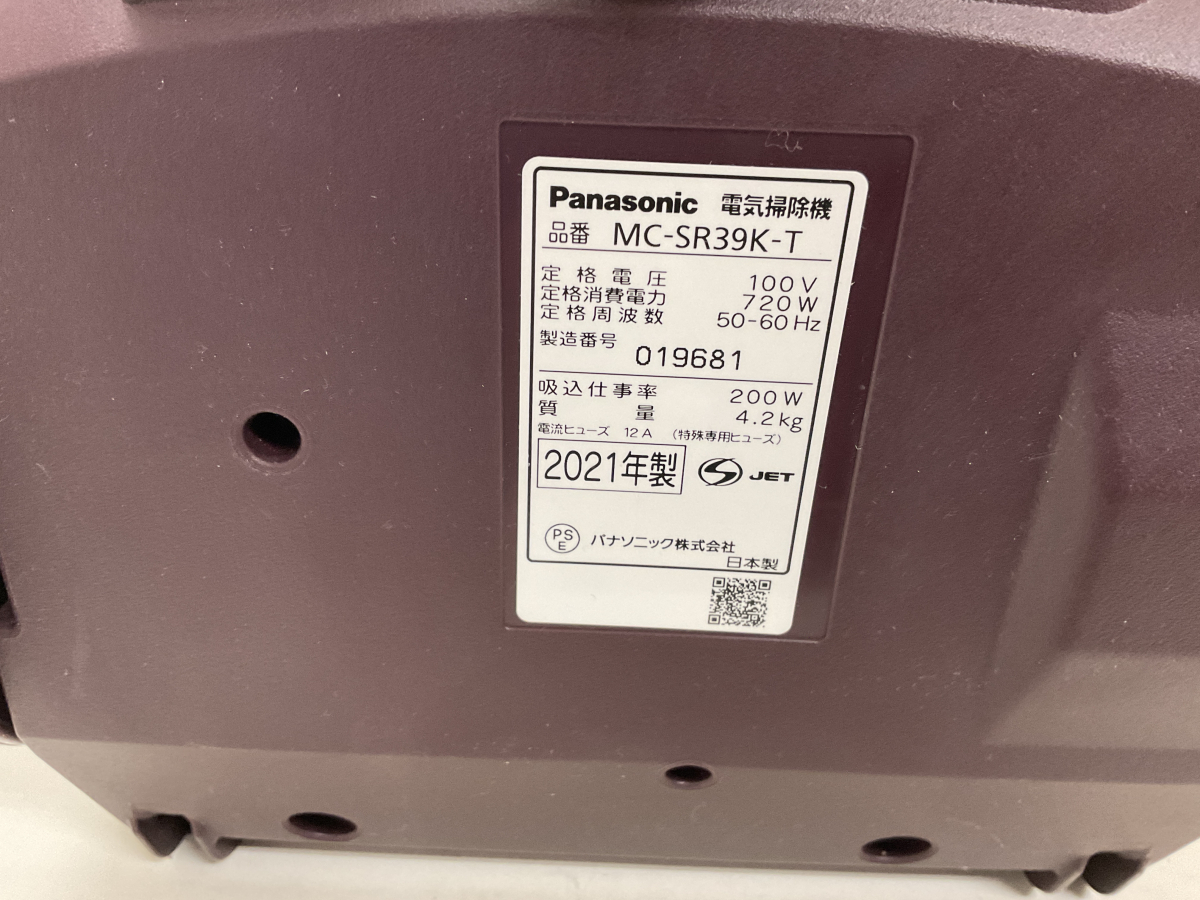 Panasonic 電気掃除機
品番 MC-SR39K-T
定格電圧 100V
定格消費電力 720W
定格周波数 50-60Hz
製造番号 019681
吸込仕事率 200W
質量 4.2kg
電流ヒューズ 12A (特殊専用ヒューズ)
2021年製 S JET
PS E パナソニック株式会社
日本製